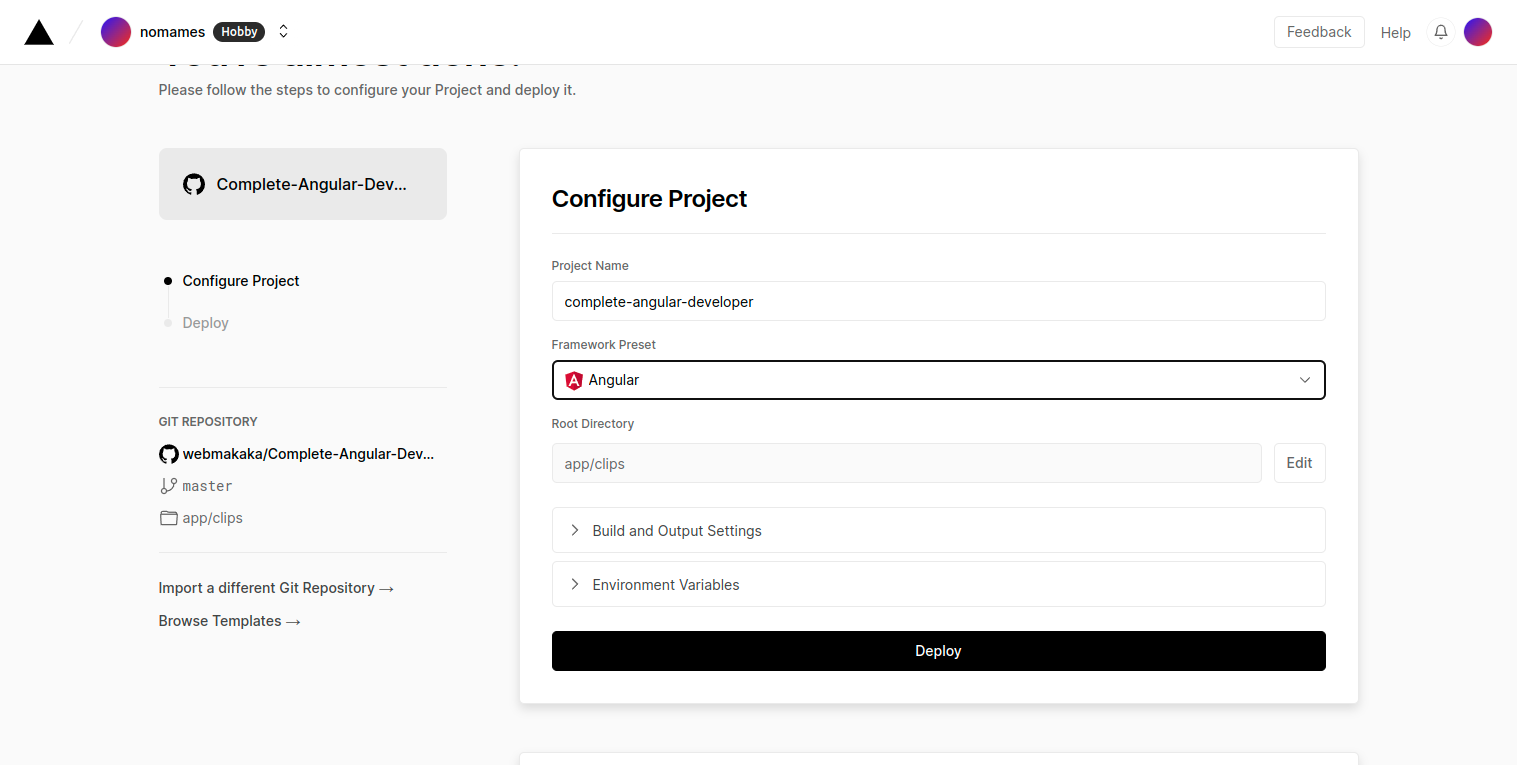 nomames Hobby
Feedback Help
Please follow the steps to configure your Project and deploy it.
Complete-Angular-Dev...
Configure Project
Deploy
GIT REPOSITORY
webmakaka/Complete-Angular-Dev...
master
app/clips
Import a different Git Repository →
Browse Templates →
Configure Project
Project Name
complete-angular-developer
Framework Preset
Angular
Root Directory
app/clips
Edit
Build and Output Settings
Environment Variables
Deploy